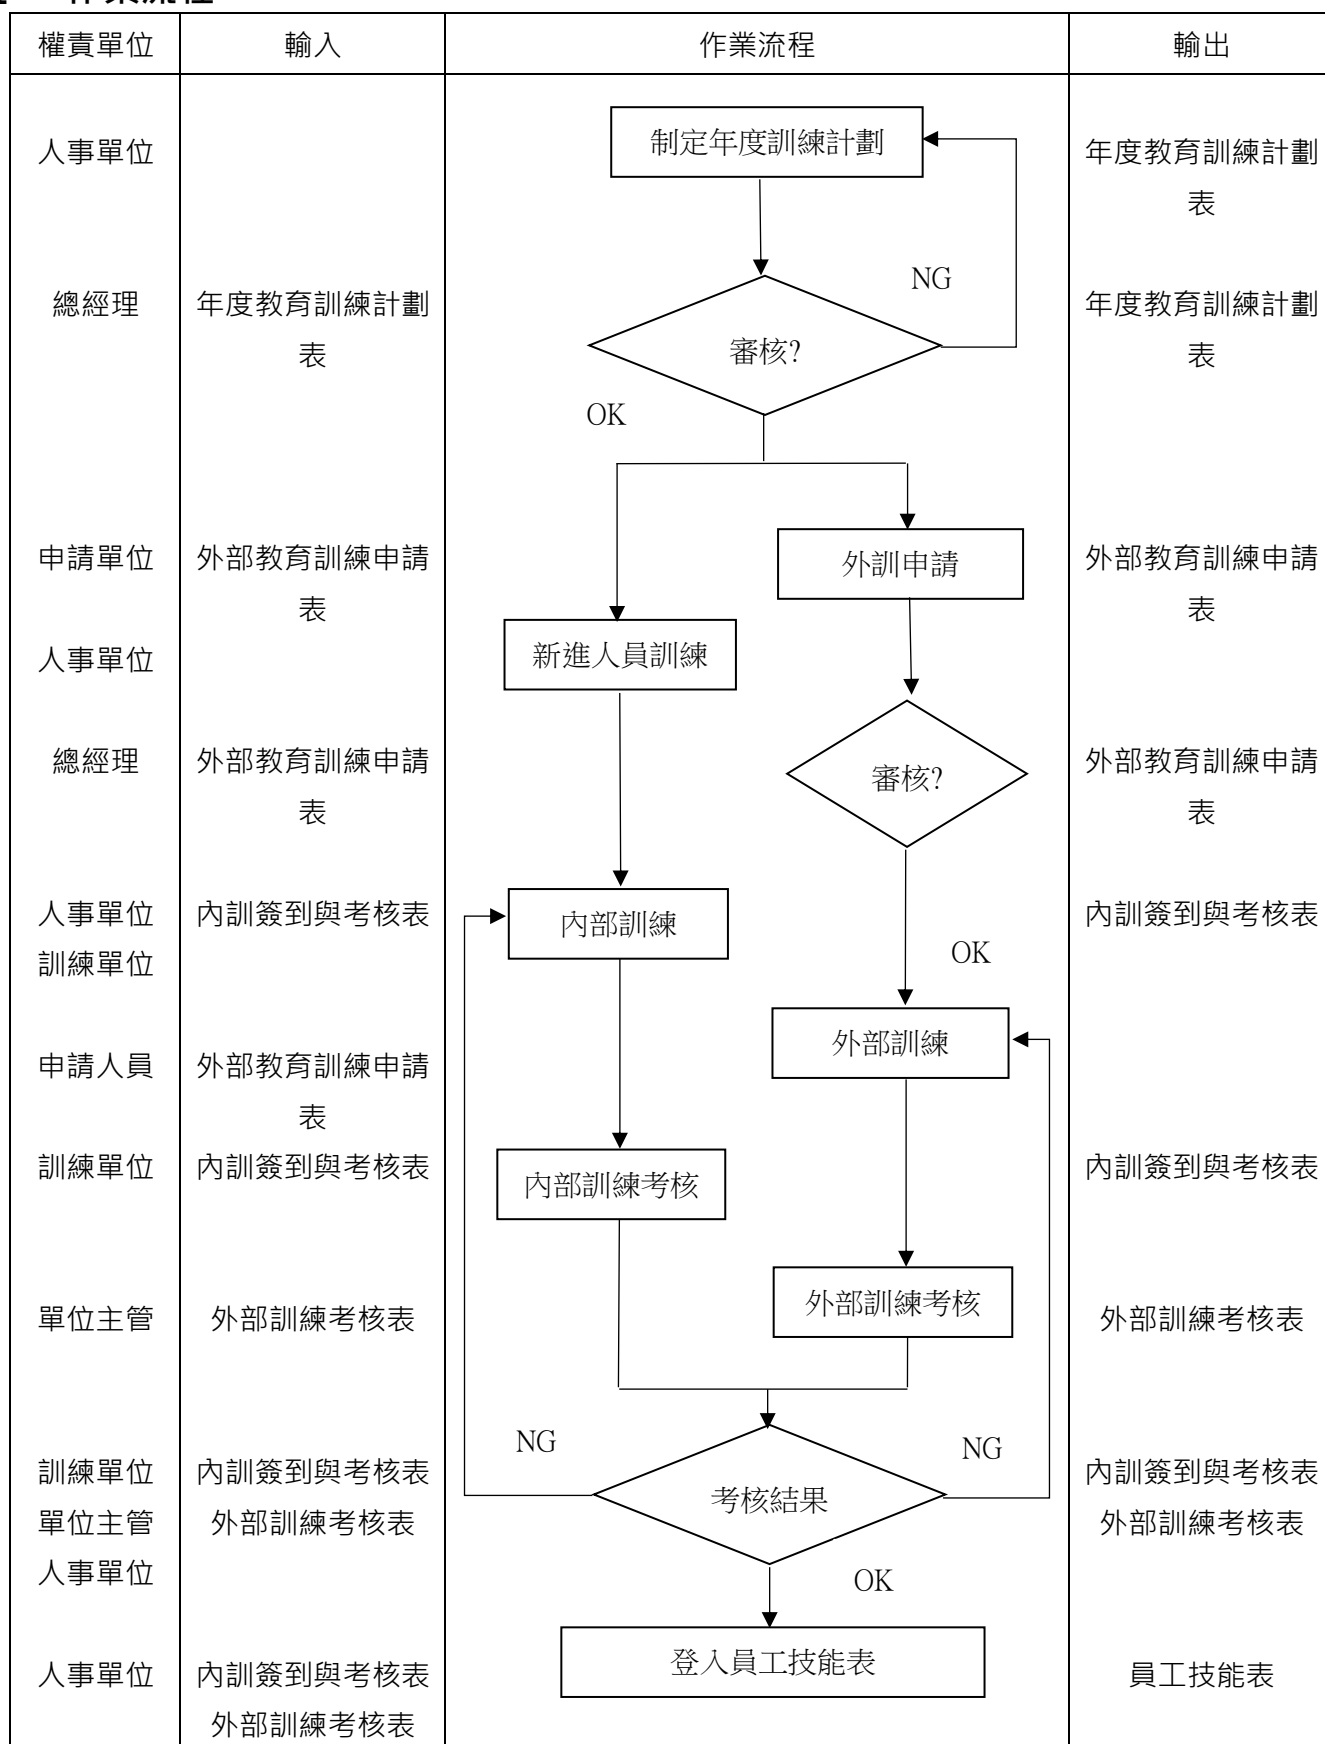 作業流程
權責單位 輸入 作業流程 輸出
人事單位 制定年度訓練計劃 年度教育訓練計劃
表
NG
總經理 年度教育訓練計劃 審核? 年度教育訓練計劃
表 表
OK
申請單位 外部教育訓練申請 外訓申請 外部教育訓練申請
表 表
人事單位 新進人員訓練
總經理 外部教育訓練申請 審核? 外部教育訓練申請
表 表
人事單位 內訓簽到與考核表 內部訓練 內訓簽到與考核表
訓練單位 OK
外部訓練
申請人員 外部教育訓練申請
表
訓練單位 內訓簽到與考核表 內部訓練考核 內訓簽到與考核表
單位主管 外部訓練考核表 外部訓練考核 外部訓練考核表
NG NG
訓練單位 內訓簽到與考核表 考核結果 內訓簽到與考核表
單位主管 外部訓練考核表 外部訓練考核表
人事單位 OK
人事單位 內訓簽到與考核表 登入員工技能表 員工技能表
外部訓練考核表